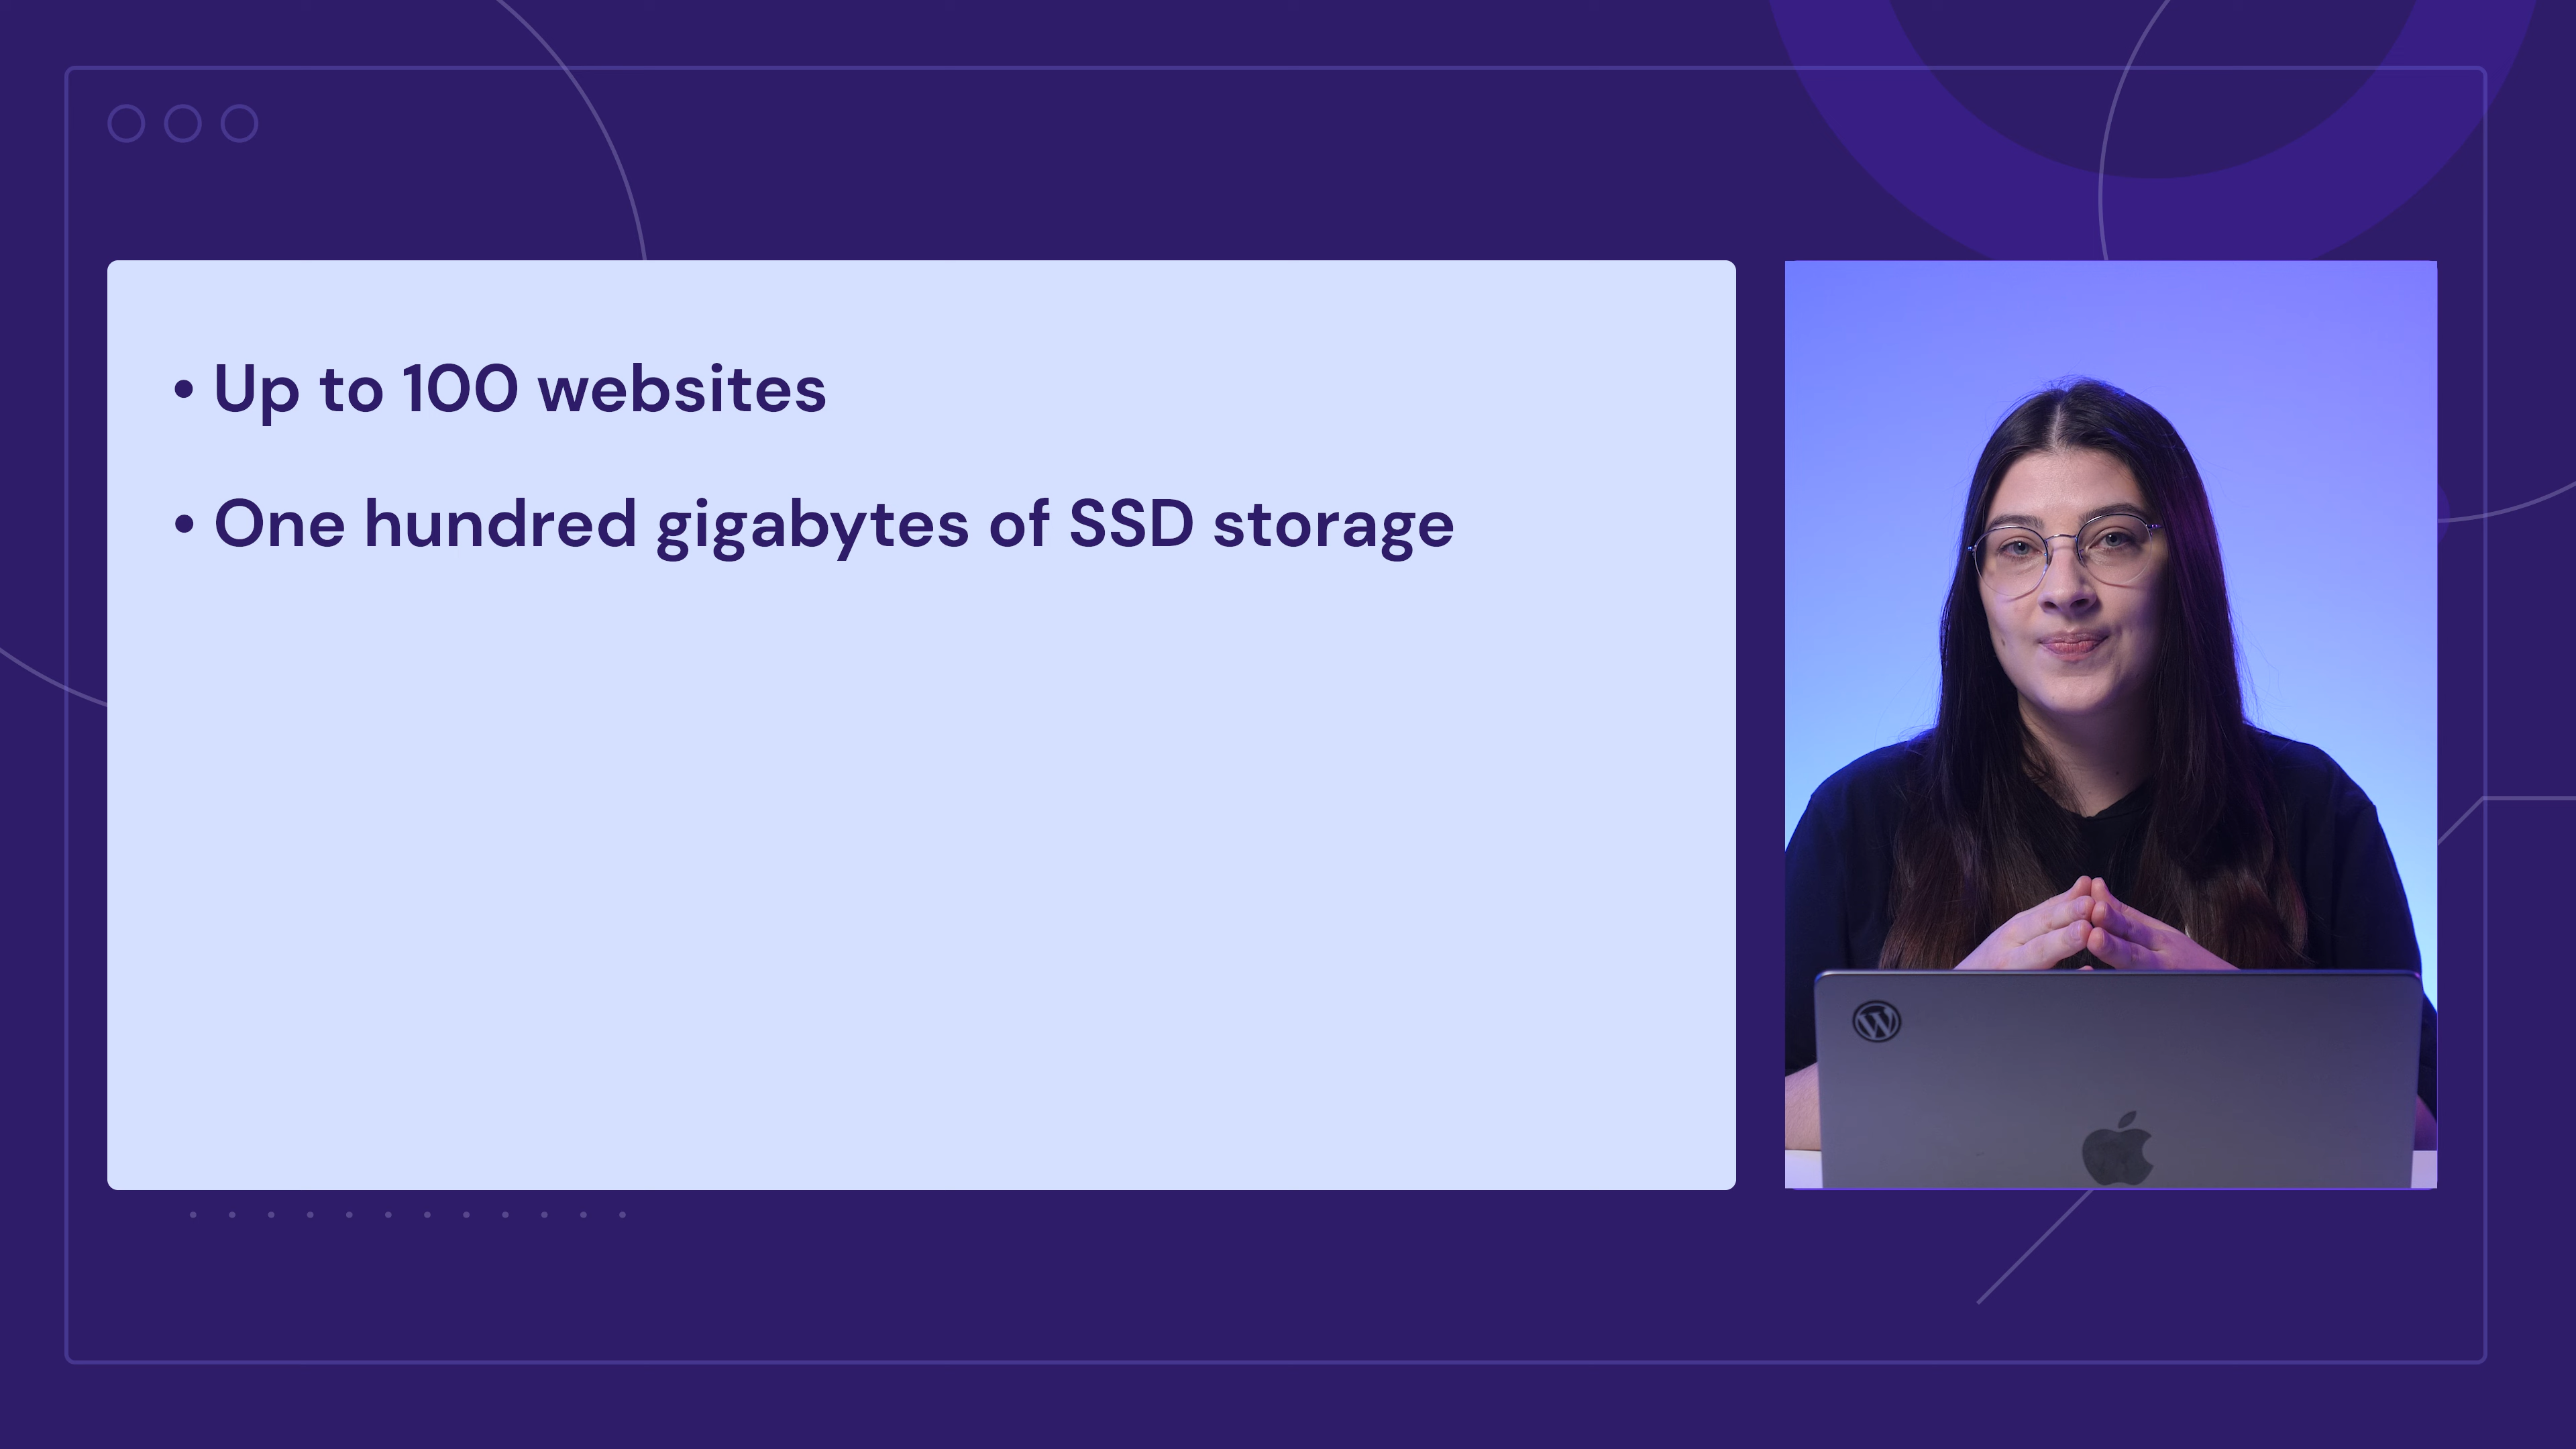 • Up to 100 websites
• One hundred gigabytes of SSD storage